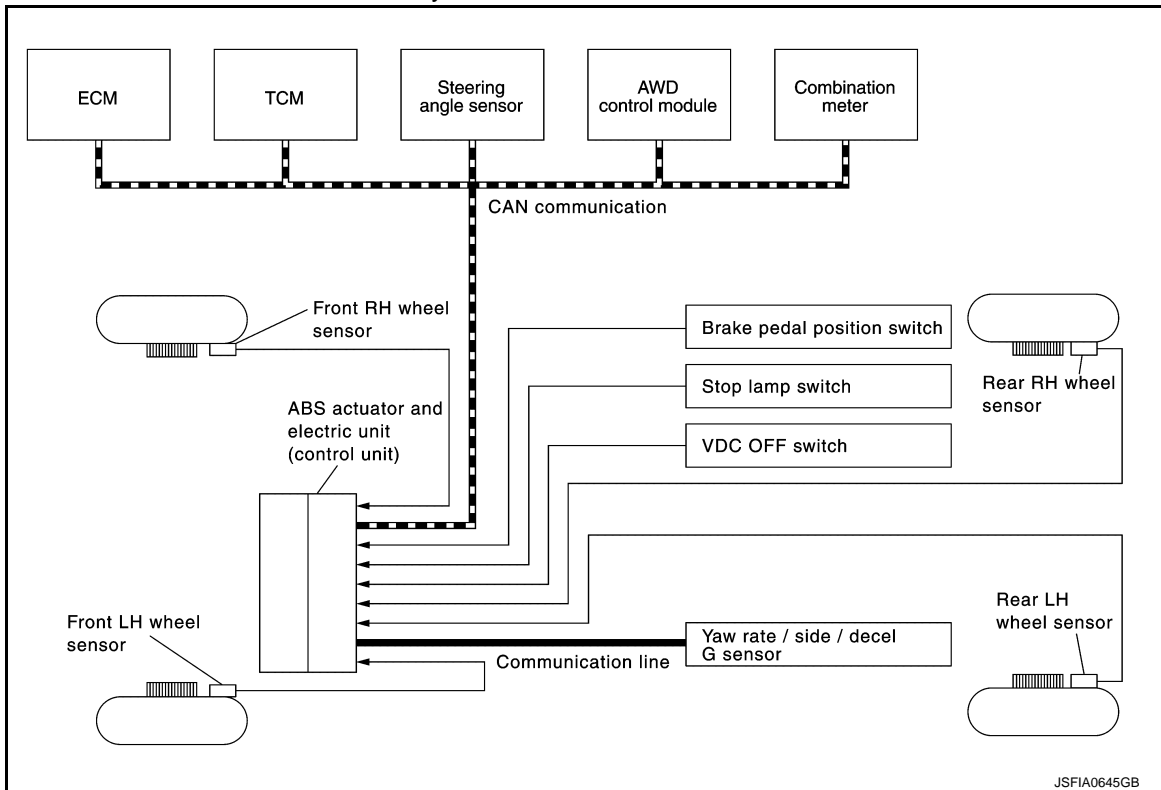 ECM
TCM
Steering
angle sensor
AWD
control module
Combination
meter
CAN communication
Front RH wheel
sensor
Brake pedal position switch
Rear RH wheel
sensor
Stop lamp switch
ABS actuator and
electric unit
(control unit)
VDC OFF switch
Front LH wheel
sensor
Rear LH
wheel sensor
Yaw rate / side / decel
G sensor
Communication line
JSFIA0645GB